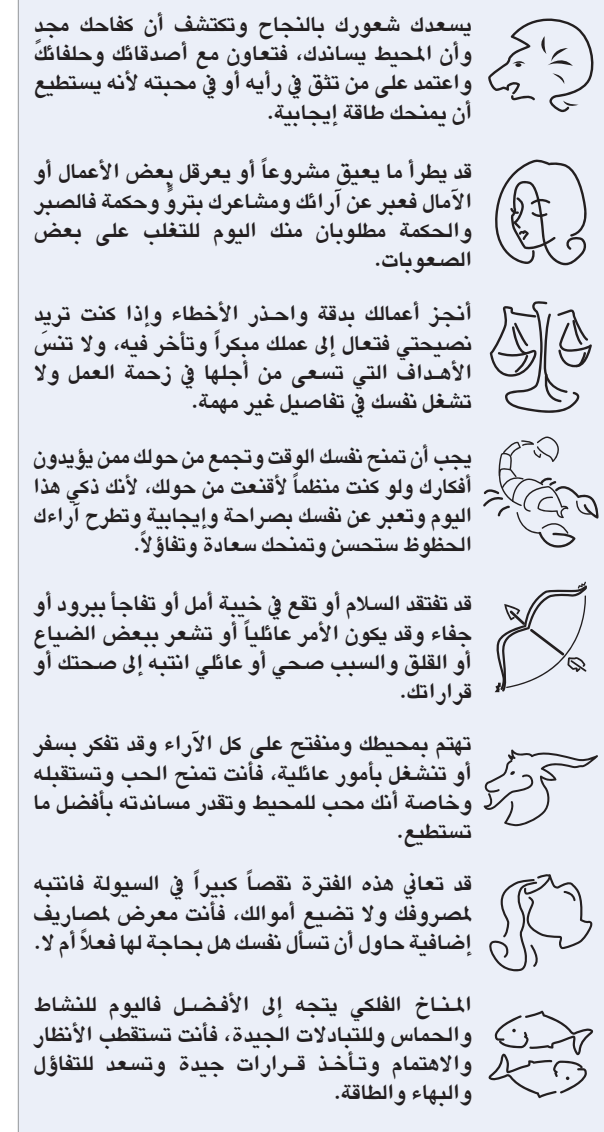 يسعدك شعورك بالنجاح وتكتشف أن كفاحك مجدٍ
وأن المحيط يساندك، فتعاون مع أصدقائك وحلفائك
واعتمد على من تثق في رأيه أو في محبته لأنه يستطيع
أن يمنحك طاقة إيجابية.
قد يطرأ ما يعيق مشروعاً أو يعرقل بعض الأعمال أو
الآمال فعبر عن آرائك ومشاعرك بتروٍّ وحكمة فالصبر
والحكمة مطلوبان منك اليوم للتغلب على بعض
الصعوبات.
أنجز أعمالك بدقة واحذر الأخطاء وإذا كنت تريد
نصيحتي فتعال إلى عملك مبكراً وتأخر فيه، ولا تنسَ
الأهداف التي تسعى من أجلها في زحمة العمل ولا
تشغل نفسك في تفاصيل غير مهمة.
يجب أن تمنح نفسك الوقت وتجمع من حولك ممن يؤيدون
أفكارك ولو كنت منظماً لأقنعت من حولك، لأنك ذكي هذا
اليوم وتعبر عن نفسك بصراحة وإيجابية وتطرح آراءك
الحظوظ ستحسن وتمنحك سعادة وتفاؤلاً.
قد تفتقد السلام أو تقع في خيبة أمل أو تفاجأ ببرود أو
جفاء وقد يكون الأمر عائلياً أو تشعر ببعض الضياع
أو القلق والسبب صحي أو عائلي انتبه إلى صحتك أو
قراراتك.
تهتم بمحيطك ومنفتح على كل الآراء وقد تفكر بسفر
أو تنشغل بأمور عائلية، فأنت تمنح الحب وتستقبله
وخاصة أنك محب للمحيط وتقدر مساندته بأفضل ما
تستطيع.
قد تعاني هذه الفترة نقصاً كبيراً في السيولة فانتبه
لمصروفك ولا تضيع أموالك، فأنت معرض لمصاريف
إضافية حاول أن تسأل نفسك هل بحاجة لها فعلاً أم لا.
المناخ الفلكي يتجه إلى الأفضل فاليوم للنشاط
والحماس وللتبادلات الجيدة، فأنت تستقطب الأنظار
والاهتمام وتأخذ قرارات جيدة وتسعد للتفاؤل
والبهاء والطاقة.